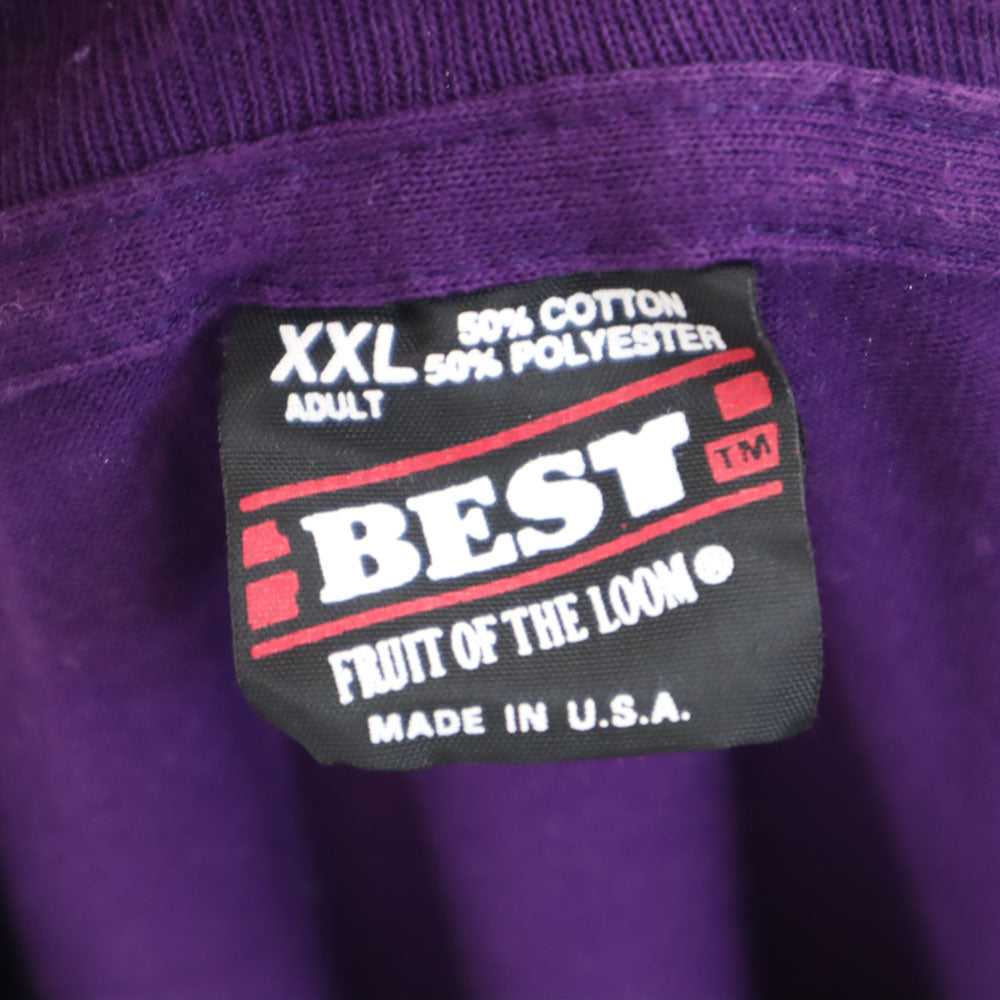 XXL 50% COTTON
50% POLYESTER
ADULT
BEST TM
FRUIT OF THE LOOM®
MADE IN U.S.A.